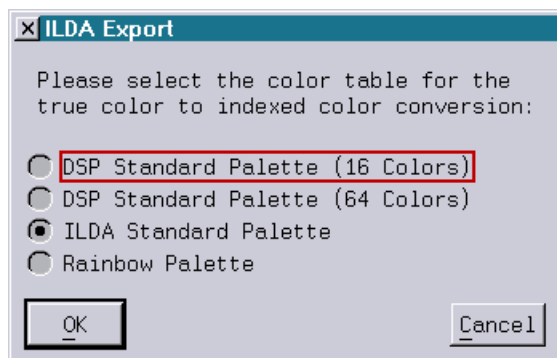 ILDA Export
Please select the color table for the
true color to indexed color conversion:
DSP Standard Palette (16 Colors)
DSP Standard Palette (64 Colors)
ILDA Standard Palette
Rainbow Palette
OK Cancel